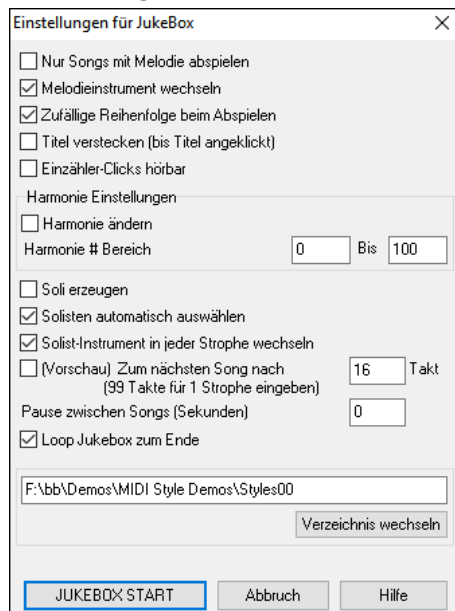 Einstellungen für JukeBox
Nur Songs mit Melodie abspielen
Melodieinstrument wechseln
Zufällige Reihenfolge beim Abspielen
Titel verstecken (bis Titel angeklickt)
Einzähler-Clicks hörbar
Harmonie Einstellungen
Harmonie ändern
Harmonie # Bereich 0 Bis 100
Soli erzeugen
Solisten automatisch auswählen
Solist-Instrument in jeder Strophe wechseln
(Vorschau) Zum nächsten Song nach 16 Takt
(99 Takte für 1 Strophe eingeben)
Pause zwischen Songs (Sekunden) 0
Loop Jukebox zum Ende
F:\bb\Demos\MIDI Style Demos\Styles00
Verzeichnis wechseln
JUKEBOX START Abbruch Hilfe